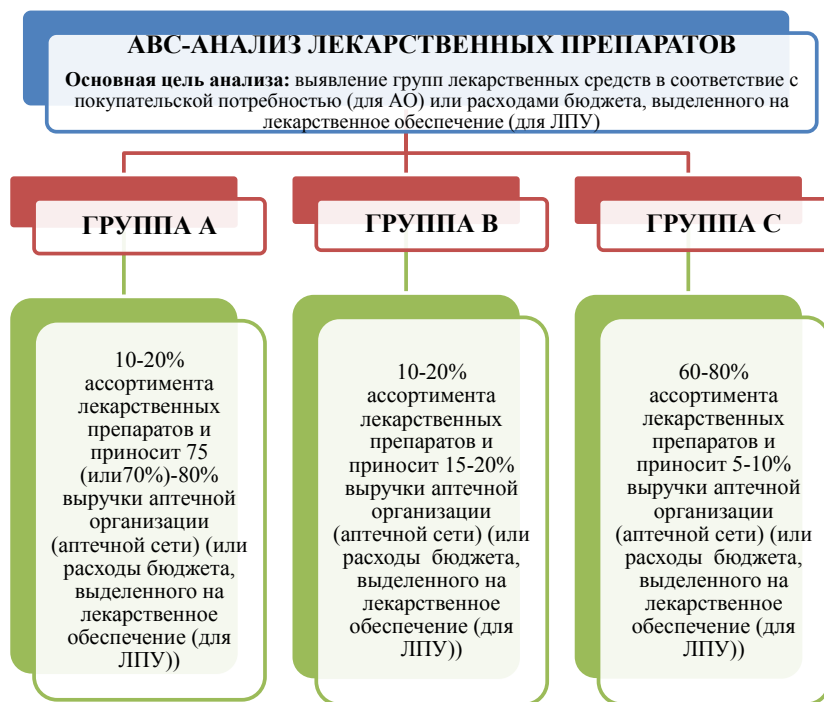 АВС-АНАЛИЗ ЛЕКАРСТВЕННЫХ ПРЕПАРАТОВ
Основная цель анализа: выявление групп лекарственных средств в соответствие с
покупательской потребностью (для АО) или расходами бюджета, выделенного на
лекарственное обеспечение (для ЛПУ)
ГРУППА А
10-20%
ассортимента
лекарственных
препаратов и
приносит 75
(или70%)-80%
выручки аптечной
организации
(аптечной сети) (или
расходы бюджета,
выделенного на
лекарственное
обеспечение (для
ЛПУ))
ГРУППА В
10-20%
ассортимента
лекарственных
препаратов и
приносит 15-20%
выручки аптечной
организации
(аптечной сети) (или
расходы бюджета,
выделенного на
лекарственное
обеспечение (для
ЛПУ))
ГРУППА С
60-80%
ассортимента
лекарственных
препаратов и
приносит 5-10%
выручки аптечной
организации
(аптечной сети) (или
расходы бюджета,
выделенного на
лекарственное
обеспечение (для
ЛПУ))